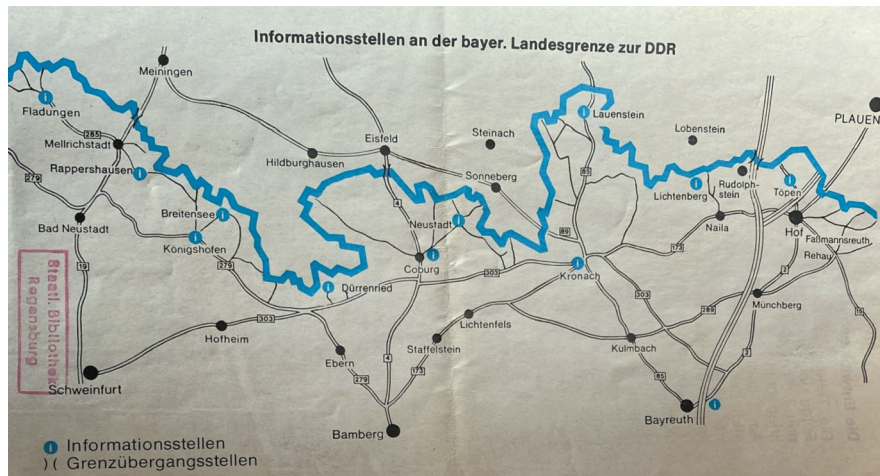 Informationsstellen an der bayer. Landesgrenze zur DDR
Meiningen
Fladungen
285
Mellrichstadt
Rappershausen
279
Breitensee
Bad Neustadt
Königshofen
19
279
Hildburghausen
Eisfeld
Steinach
Sonneberg
4
Neustadt
Coburg
Dürrenried
303
303
89
Lauenstein
85
Lobenstein
PLAUEN
Lichtenberg
Rudolph-
stein
Töpen
Naila
Hof
173
Faßmannsreuth
Rehau
2
15
Kronach
303
289
Münchberg
Hofheim
Lichtenfels
Staffelstein
Kulmbach
Ebern
279
4
173
85
2
Schweinfurt
Bamberg
Bayreuth
Staatl. Bibliothek
Regensburg
i Informationsstellen
)( Grenzübergangsstellen